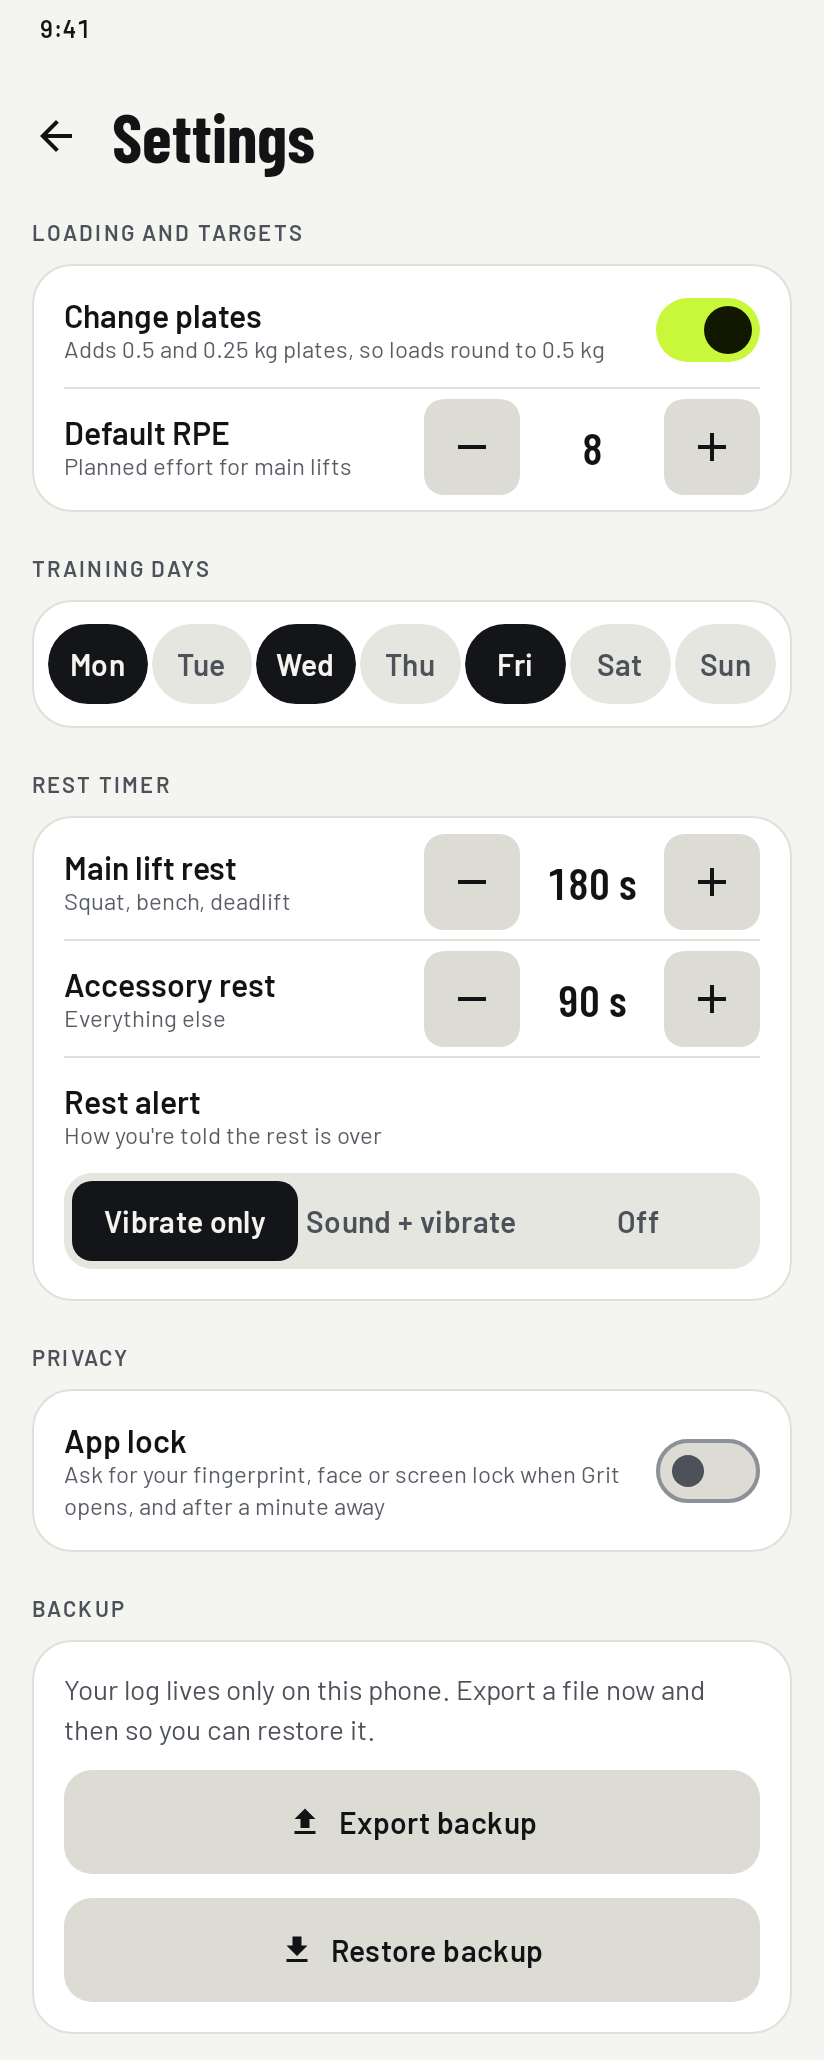 9:41
Settings
LOADING AND TARGETS
Change plates
Adds 0.5 and 0.25 kg plates, so loads round to 0.5 kg
Default RPE
Planned effort for main lifts
8
TRAINING DAYS
Mon Tue Wed Thu Fri Sat Sun
REST TIMER
Main lift rest
Squat, bench, deadlift
180 s
Accessory rest
Everything else
90 s
Rest alert
How you're told the rest is over
Vibrate only Sound + vibrate Off
PRIVACY
App lock
Ask for your fingerprint, face or screen lock when Grit
opens, and after a minute away
BACKUP
Your log lives only on this phone. Export a file now and
then so you can restore it.
Export backup
Restore backup